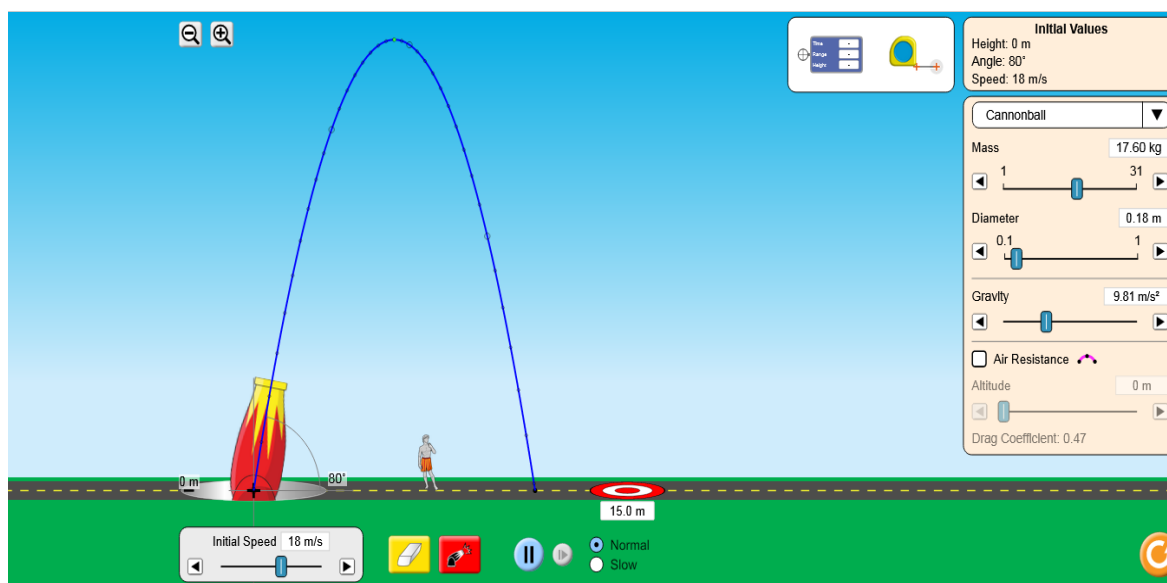 Initial Values
Height: 0 m
Angle: 80°
Speed: 18 m/s
Time -
Range -
Height -
Cannonball
Mass 17.60 kg
1 31
Diameter 0.18 m
0.1 1
Gravity 9.81 m/s²
Air Resistance
Altitude 0 m
Drag Coefficient: 0.47
0 m
80°
15.0 m
Initial Speed 18 m/s
Normal
Slow